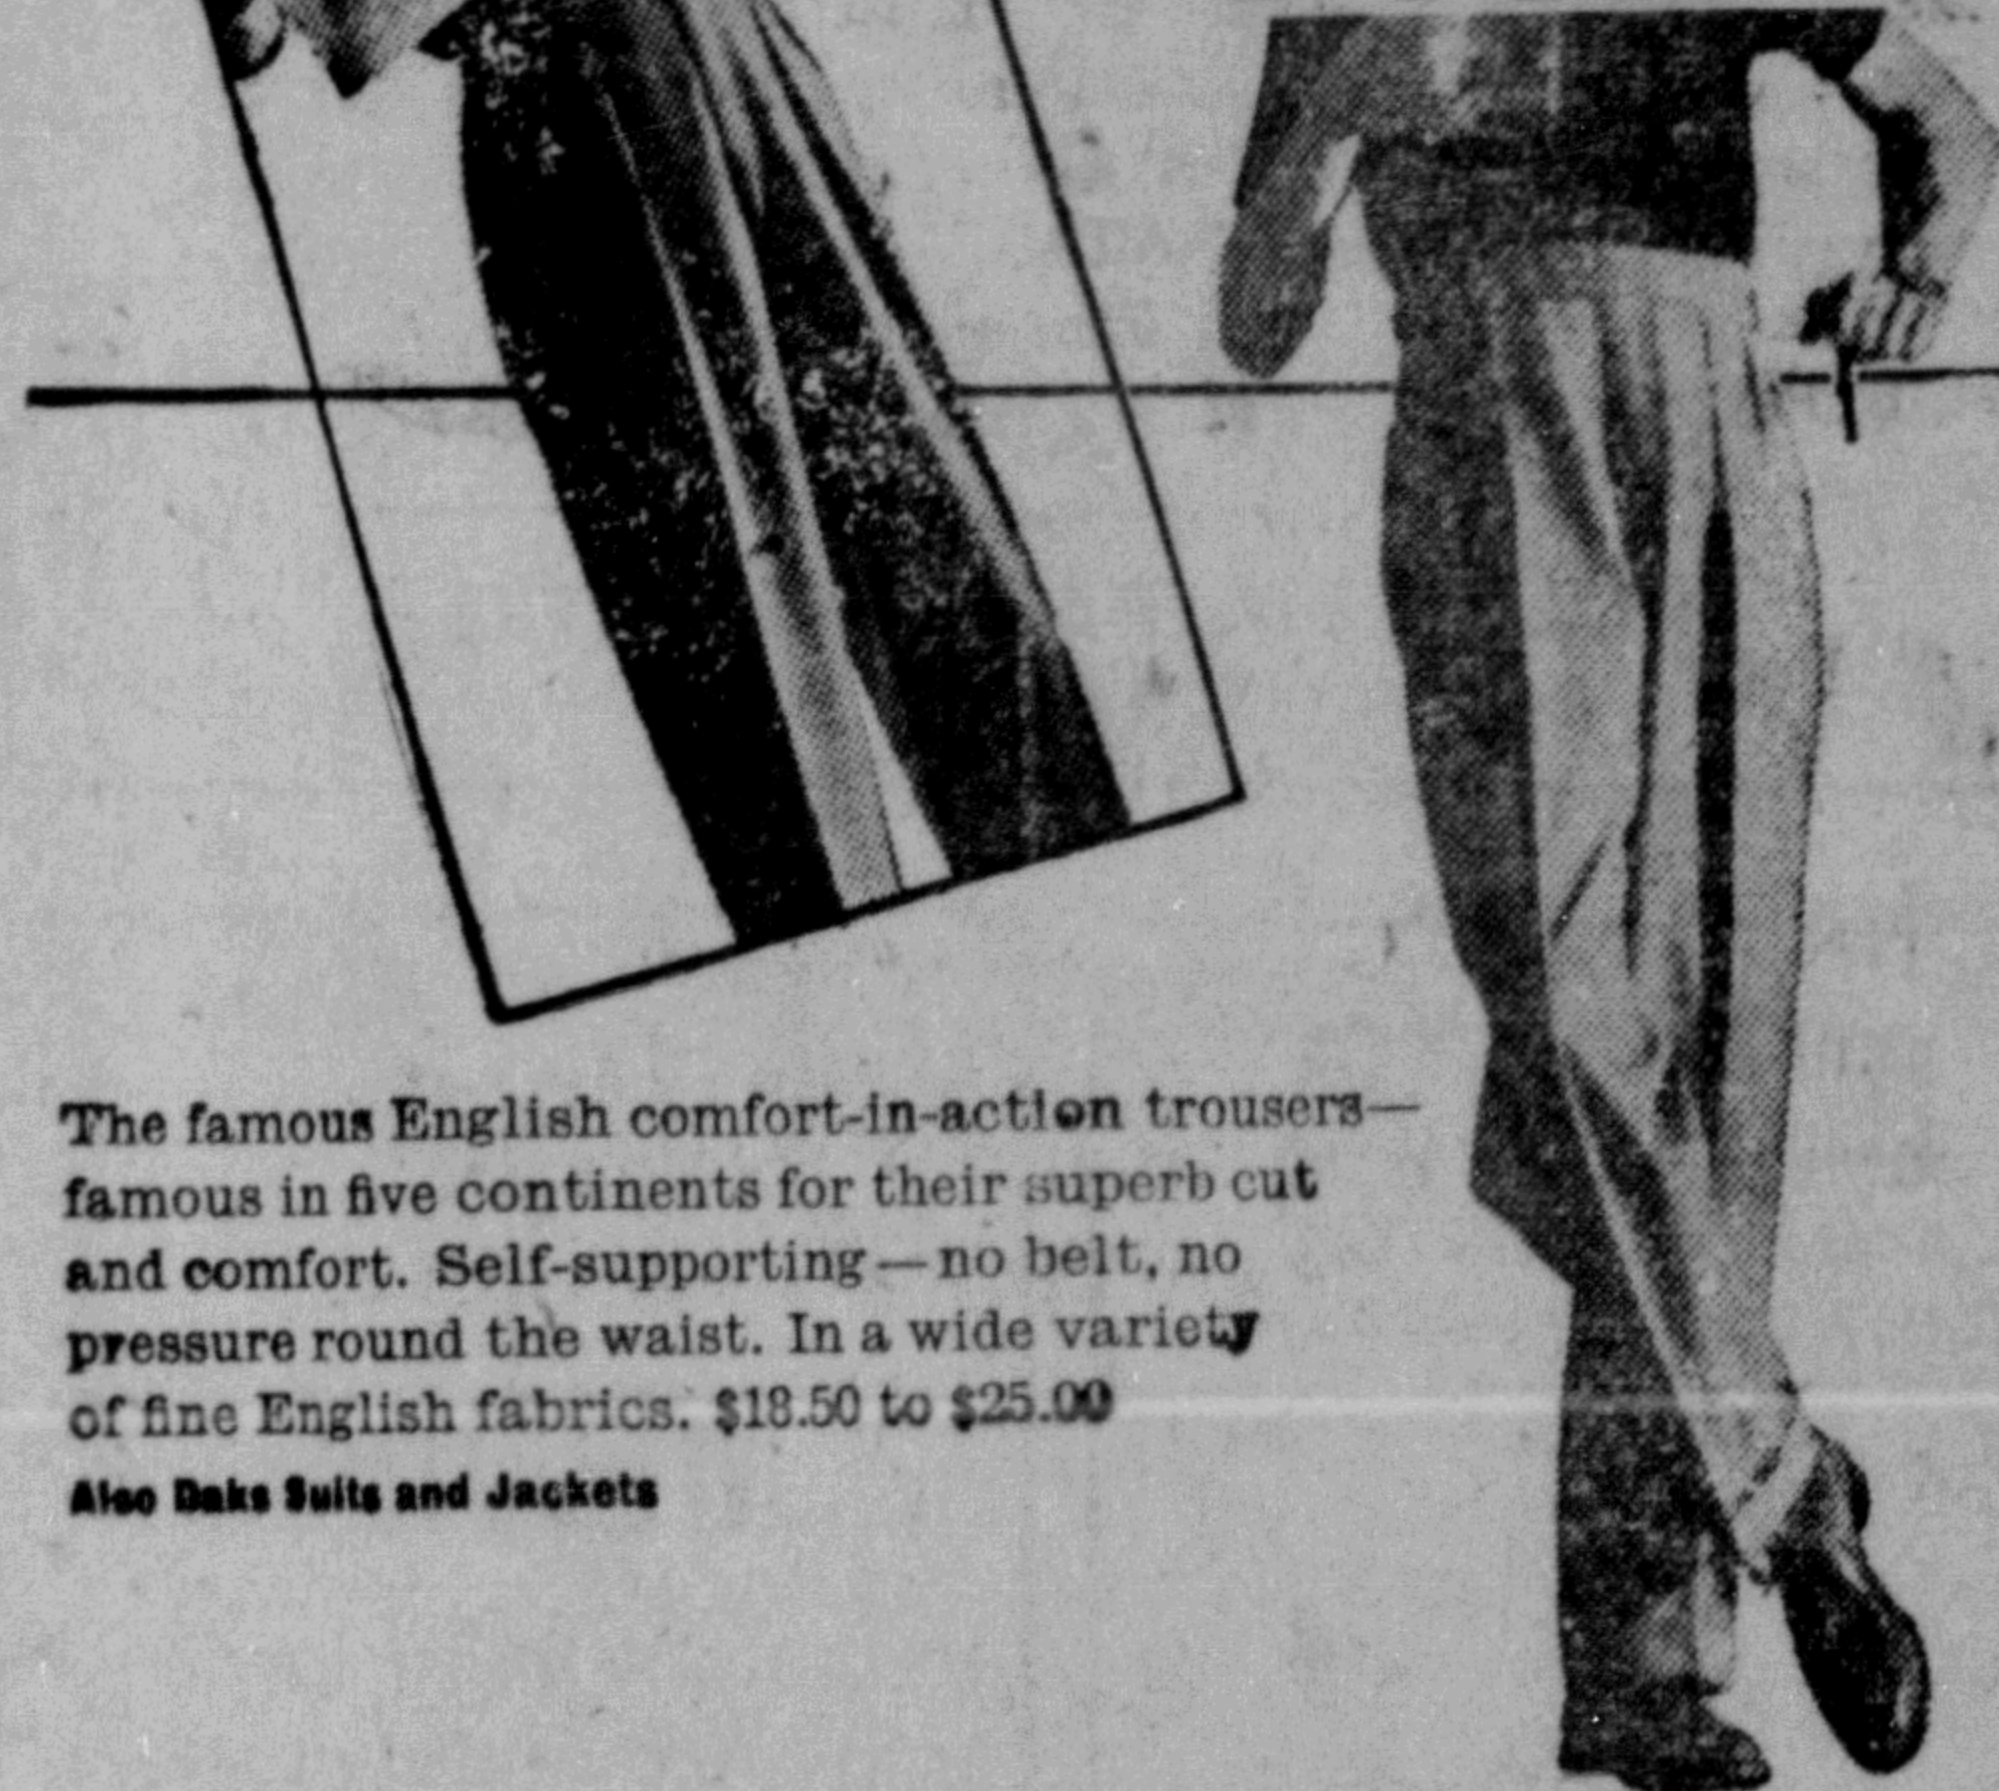 The famous English comfort-in-action trousers—
famous in five continents for their superb cut
and comfort. Self-supporting—no belt, no
pressure round the waist. In a wide variety
of fine English fabrics. $18.50 to $25.00
Also Daks Suits and Jackets